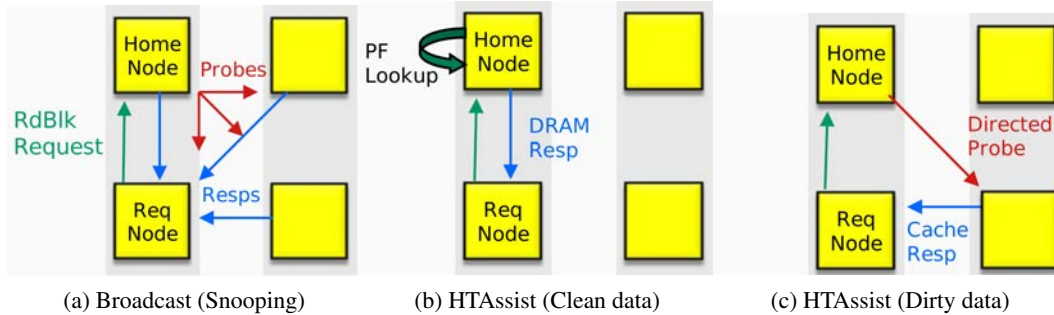 Home
Node
Probes
RdBlk
Request
Resps
Req
Node
(a) Broadcast (Snooping)
PF
Lookup
Home
Node
DRAM
Resp
Req
Node
(b) HTAssist (Clean data)
Home
Node
Directed
Probe
Req
Node
Cache
Resp
(c) HTAssist (Dirty data)